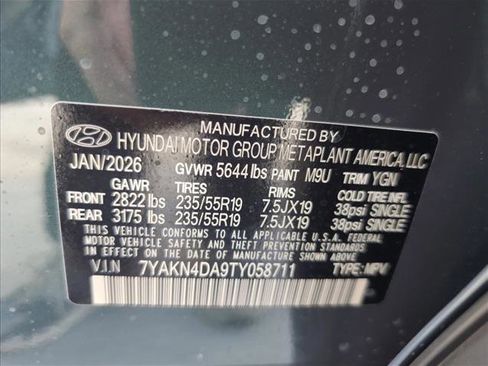 MANUFACTURED BY
HYUNDAI MOTOR GROUP METAPLANT AMERICA, LLC
JAN/2026 GVWR 5644 lbs PAINT M9U TRIM YGN
GAWR TIRES RIMS COLD TIRE INFL
FRONT 2822 lbs 235/55R19 7.5JX19 38psi SINGLE
REAR 3175 lbs 235/55R19 7.5JX19 38psi SINGLE
THIS VEHICLE CONFORMS TO ALL APPLICABLE U.S.A. FEDERAL
MOTOR VEHICLE SAFETY AND THEFT PREVENTION STANDARDS
IN EFFECT ON THE DATE OF MANUFACTURE SHOWN ABOVE.
V.I.N 7YAKN4DA9TY058711 TYPE:MPV